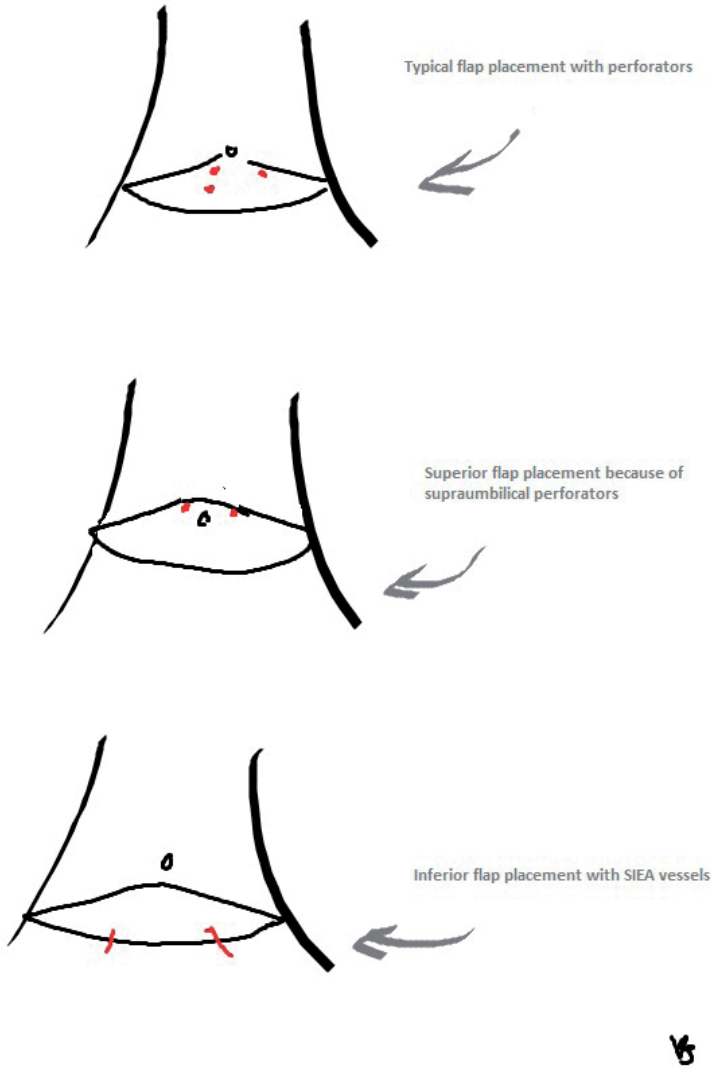 Typical flap placement with perforators
Superior flap placement because of
supraumbilical perforators
Inferior flap placement with SIEA vessels